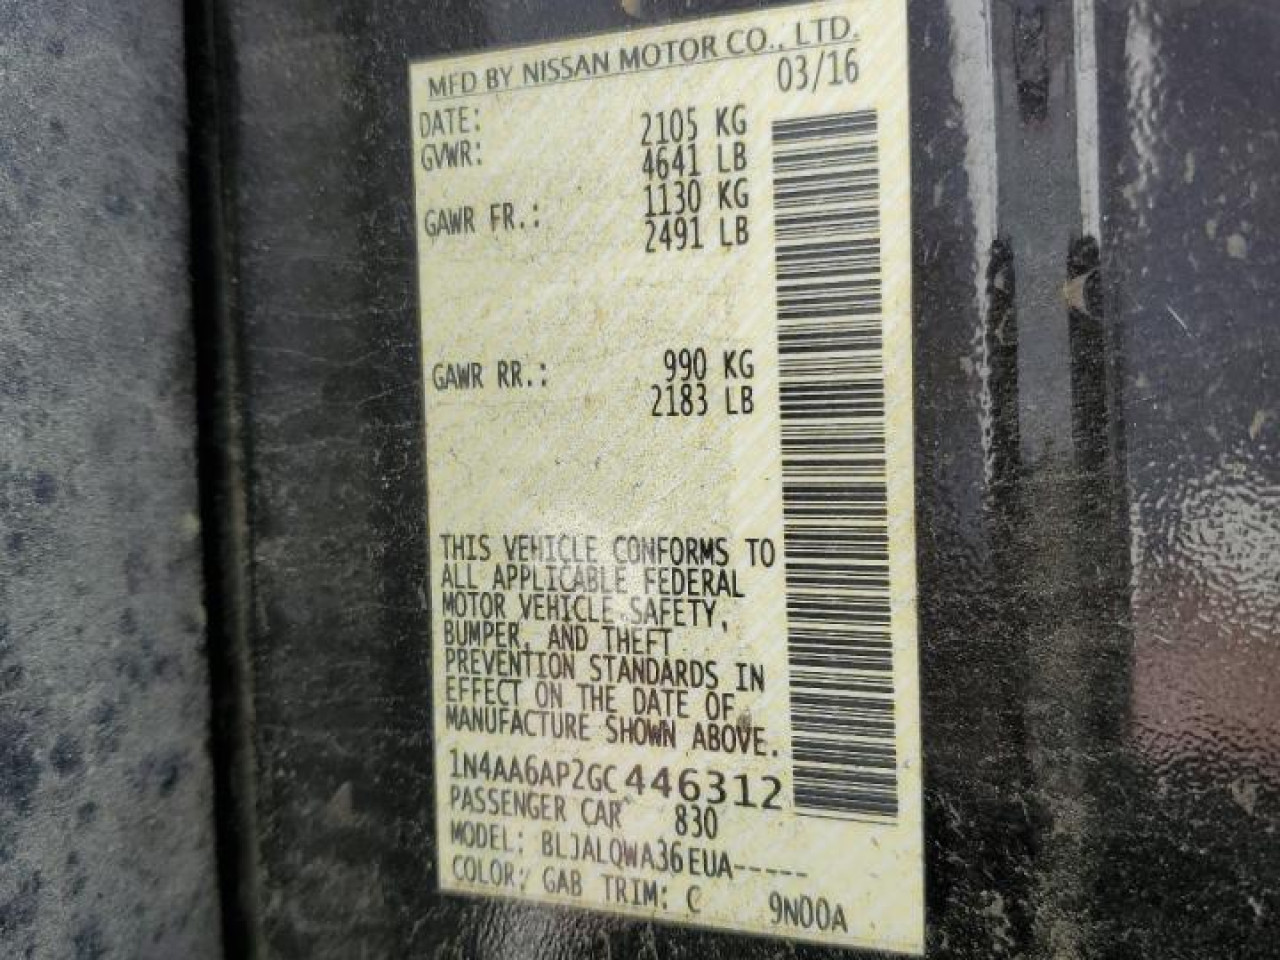 MFD BY NISSAN MOTOR CO., LTD.
03/16
DATE:
2105 KG
GVWR:
4641 LB
1130 KG
GAWR FR.:
2491 LB
990 KG
GAWR RR.:
2183 LB
THIS VEHICLE CONFORMS TO
ALL APPLICABLE FEDERAL
MOTOR VEHICLE SAFETY,
BUMPER, AND THEFT
PREVENTION STANDARDS IN
EFFECT ON THE DATE OF
MANUFACTURE SHOWN ABOVE.
1N4AA6AP2GC446312
PASSENGER CAR 830
MODEL: BLJALQWA36EUA-----
COLOR: GAB TRIM: C 9N00A